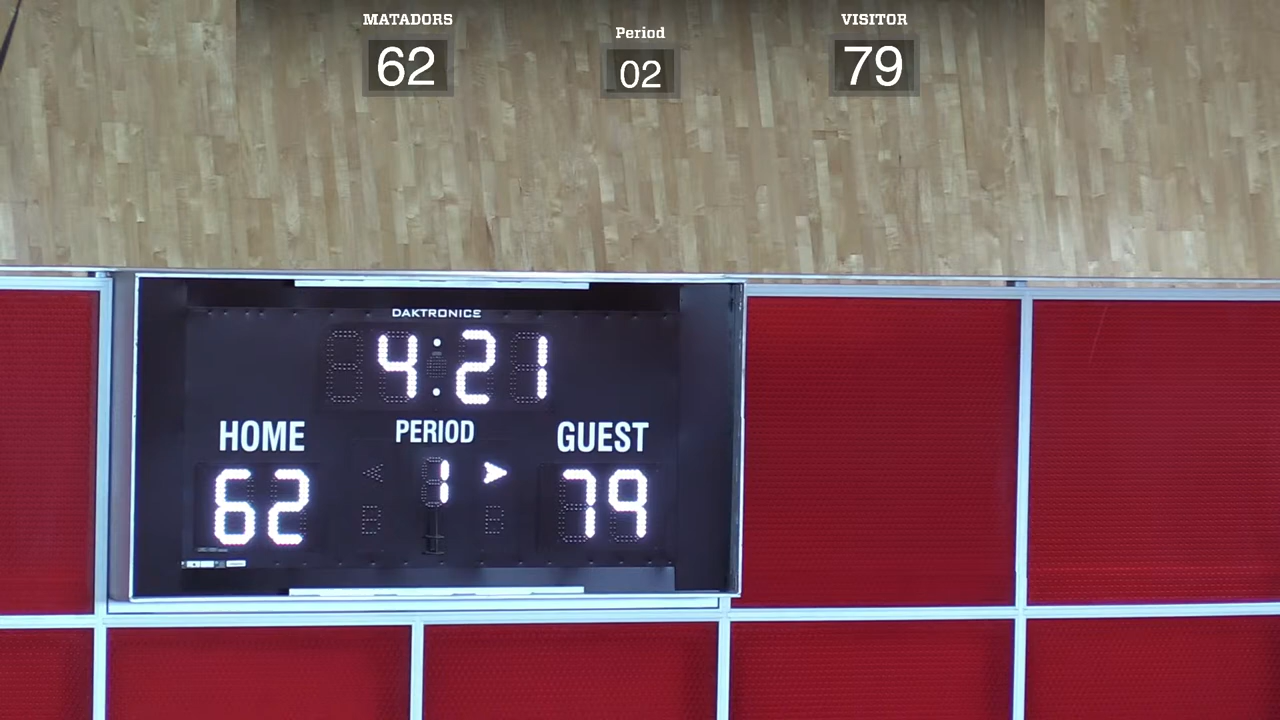 MATADORS
62
Period
02
VISITOR
79
DAKTRONICS
4:21
HOME
PERIOD
GUEST
62
1
79